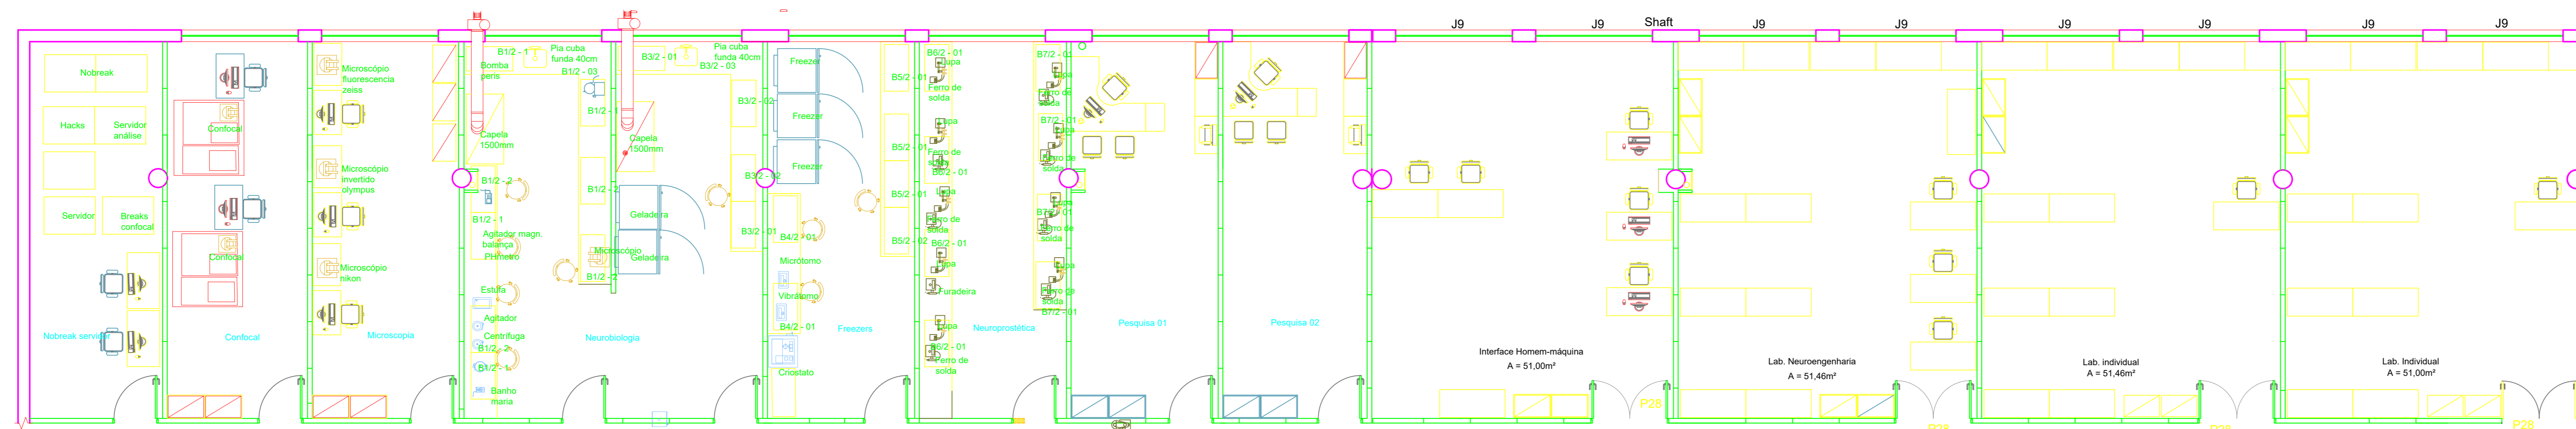 J9
J9
Shaft
J9
J9
J9
J9
J9
J9
Nobreak
Hacks
Servidor
análise
Servidor
Breaks
confocal
Nobreak servidor
Confocal
Confocal
Confocal
Microscópio
fluorescencia
zeiss
Microscópio
invertido
olympus
Microscópio
nikon
Microscopia
B1/2 - 1
Pia cuba
funda 40cm
Bomba
peris
B1/2 - 03
B1/2 - 1
Capela
1500mm
B1/2 - 2
B1/2 - 2
B1/2 - 1
Agitador magn.
balança
PHmetro
Microscópio
B1/2 - 2
Estufa
Agitador
Centrifuga
B1/2 - 2
B1/2 - 1
Banho
maria
Neurobiologia
B3/2 - 01
Pia cuba
funda 40cm
B3/2 - 03
B3/2 - 02
Capela
1500mm
B3/2 - 02
Geladeira
B3/2 - 01
Geladeira
Freezer
Freezer
Freezer
B4/2 - 01
Micrótomo
Vibrátomo
B4/2 - 01
Criostato
Freezers
B5/2 - 01
B5/2 - 01
B5/2 - 01
B5/2 - 02
B6/2 - 01
Lupa
Ferro de
solda
Lupa
Ferro de
solda
B6/2 - 01
Lupa
Ferro de
solda
B6/2 - 01
Lupa
Furadeira
Lupa
B6/2 - 01
Ferro de
solda
Neuroprostética
B7/2 - 01
Lupa
Ferro de
solda
B7/2 - 01
Lupa
Ferro de
solda
Lupa
B7/2 - 01
Ferro de
solda
Lupa
Ferro de
solda
B7/2 - 01
Pesquisa 01
Pesquisa 02
Interface Homem-máquina
A = 51,00m²
P28
Lab. Neuroengenharia
A = 51,46m²
P28
Lab. individual
A = 51,46m²
Lab. Individual
A = 51,00m²
P28